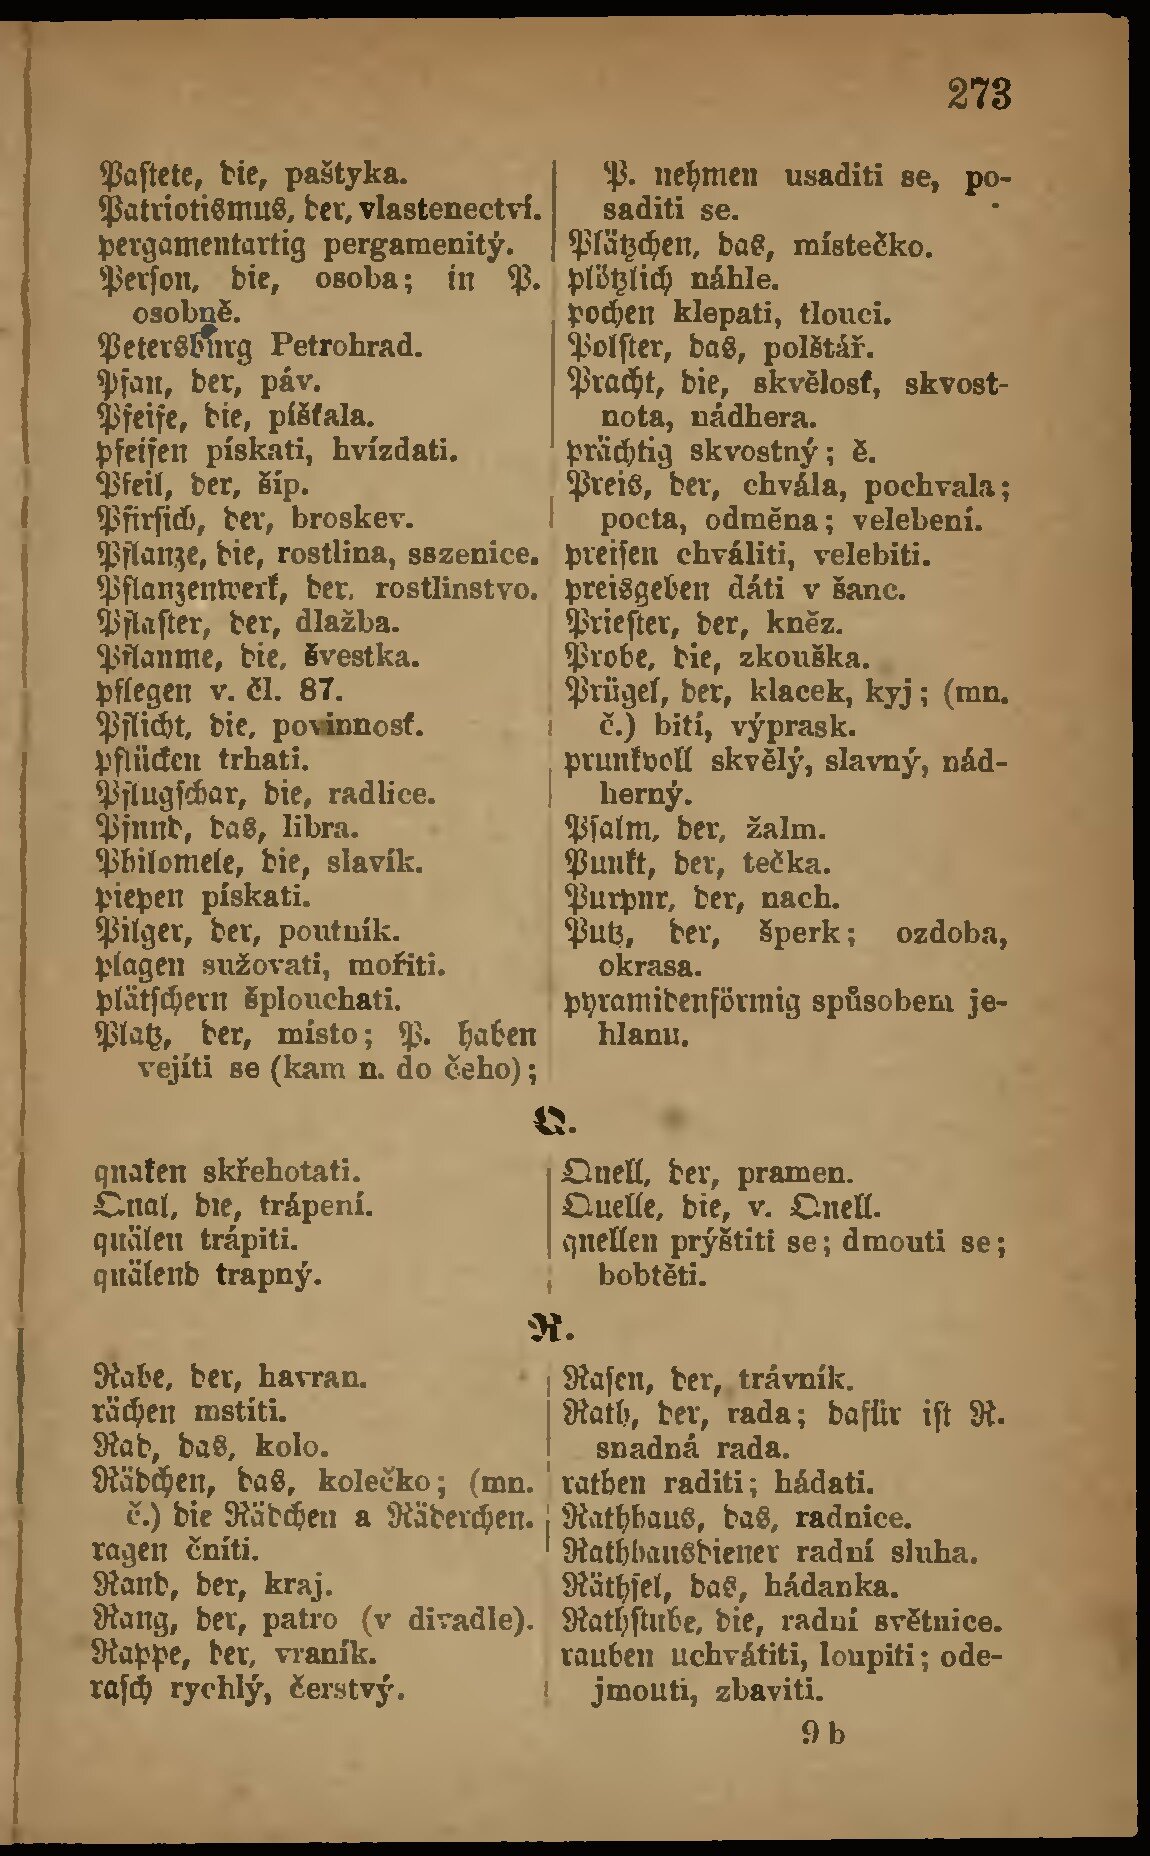 273
Pastete, die, paštyka.
Patriotismus, der, vlastenectví.
pergamentartig pergamenitý.
Person, die, osoba; in P.
osobně.
Petersburg Petrohrad.
Pfau, der, páv.
Pfeife, die, píšťala.
pfeifen pískati, hvízdati.
Pfeil, der, šíp.
Pfirsich, der, broskev.
Pflanze, die, rostlina, sszenice.
Pflanzenwerk, der, rostlinstvo.
Pflaster, der, dlažba.
Pflaume, die, švestka.
pflegen v. čl. 87.
Pflicht, die, povinnosť.
pflücken trhati.
Pflugschar, die, radlice.
Pfund, das, libra.
Philomele, die, slavík.
piepen pískati.
Pilger, der, poutník.
plagen sužovati, mořiti.
plätschern šplouchati.
Platz, der, místo; P. haben
vejíti se (kam n. do čeho);
P. nehmen usaditi se, po-
saditi se.
Plätzchen, das, místečko.
plötzlich náhle.
pochen klepati, tlouci.
Polster, das, polštář.
Pracht, die, skvělosť, skvost-
nota, nádhera.
prächtig skvostný; ě.
Preis, der, chvála, pochvala;
pocta, odměna; velebení.
preisen chváliti, velebiti.
preisgeben dáti v šanc.
Priester, der, kněz.
Probe, die, zkouška.
Prügel, der, klacek, kyj; (mn.
č.) bití, výprask.
prunkvoll skvělý, slavný, nád-
herný.
Psalm, der, žalm.
Punkt, der, tečka.
Purpur, der, nach.
Putz, der, šperk; ozdoba,
okrasa.
pyramidenförmig spůsobem je-
hlanu.
Q.
quaken skřehotati.
Qual, die, trápení.
quälen trápiti.
quälend trapný.
Quell, der, pramen.
Quelle, die, v. Quell.
quellen prýštiti se; dmouti se;
bobtěti.
R.
Rabe, der, havran.
rächen mstíti.
Rad, das, kolo.
Rädchen, das, kolečko; (mn.
č.) die Rädchen a Räderchen.
ragen čníti.
Rand, der, kraj.
Rang, der, patro (v divadle).
Rappe, der, vraník.
rasch rychlý, čerstvý.
Rasen, der, trávník.
Rath, der, rada; dafür ist R.
snadná rada.
rathen raditi; hádati.
Rathhaus, das, radnice.
Rathhausdiener radní sluha.
Räthsel, das, hádanka.
Rathstube, die, radní světnice.
rauben uchvátiti, loupiti; ode-
jmouti, zbaviti.
9 b